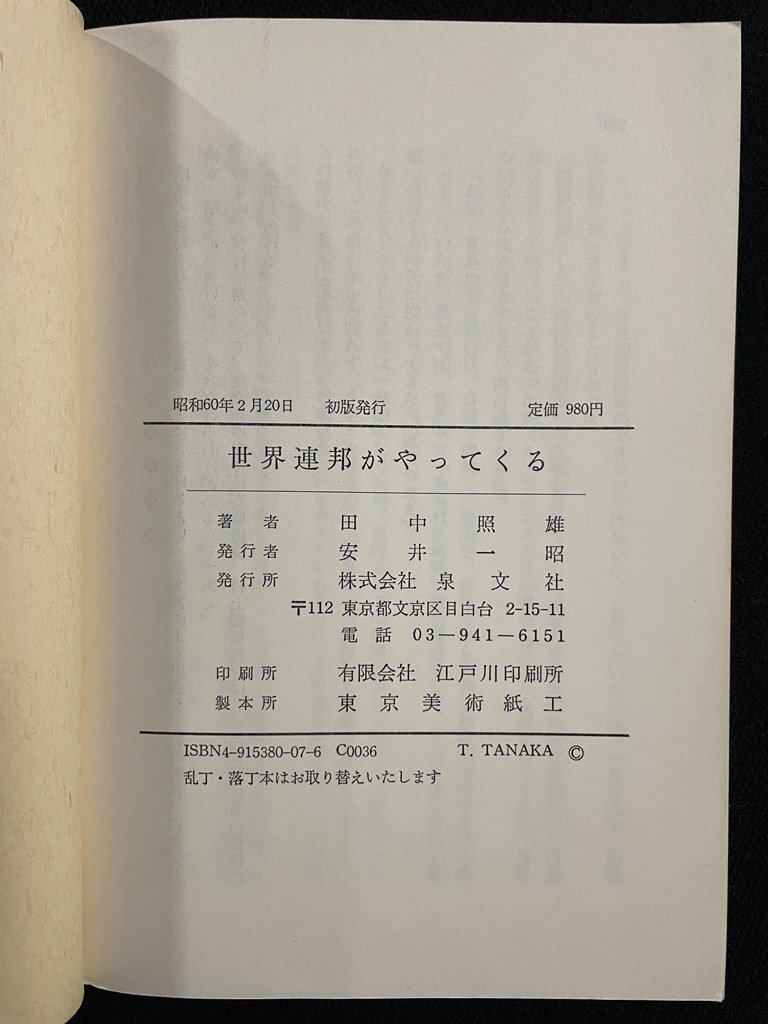 昭和60年2月20日　初版発行　定価 980円
世界連邦がやってくる
著者　田中照雄
発行者　安井一昭
発行所　株式会社 泉文社
〒112 東京都文京区目白台 2-15-11
電話 03―941―6151
印刷所　有限会社 江戸川印刷所
製本所　東京美術紙工
ISBN4-915380-07-6 C0036　T. TANAKA ©
乱丁・落丁本はお取り替えいたします